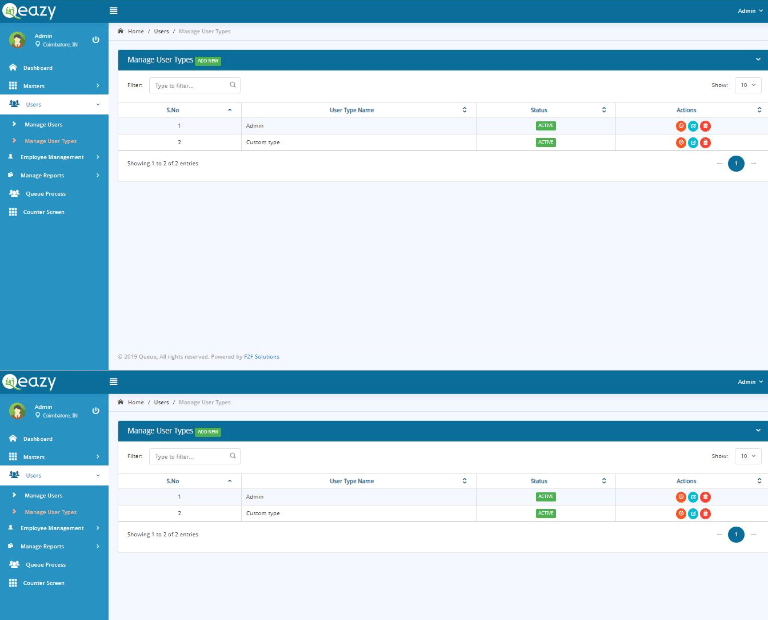 Qeazy
Admin
Home / Users / Manage User Types
Admin
Coimbatore, IN
Manage User Types ADD NEW
Dashboard
Masters
Filter: Type to filter... Show: 10
Users
S.No User Type Name Status Actions
Manage Users
1 Admin ACTIVE
Manage User Types
2 Custom type ACTIVE
Employee Management
Showing 1 to 2 of 2 entries 1
Manage Reports
Queue Process
Counter Screen
© 2019 Queue, All rights reserved. Powered by F2F Solutions
Qeazy
Admin
Home / Users / Manage User Types
Admin
Coimbatore, IN
Manage User Types ADD NEW
Dashboard
Masters
Filter: Type to filter... Show: 10
Users
S.No User Type Name Status Actions
Manage Users
1 Admin ACTIVE
Manage User Types
2 Custom type ACTIVE
Employee Management
Showing 1 to 2 of 2 entries 1
Manage Reports
Queue Process
Counter Screen